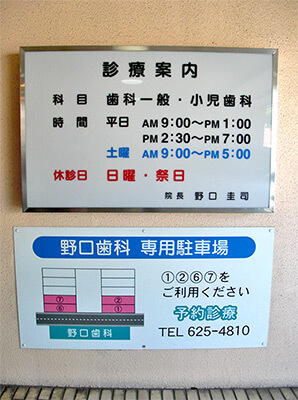 診療案内
科目 歯科一般・小児歯科
時間 平日 AM 9:00～PM 1:00
PM 2:30～PM 7:00
土曜 AM 9:00～PM 5:00
休診日 日曜・祭日
院長 野口 圭司
野口歯科 専用駐車場
①②⑥⑦を
ご利用ください
⑦ ②
⑥ ①
野口歯科
予約診療
TEL 625-4810